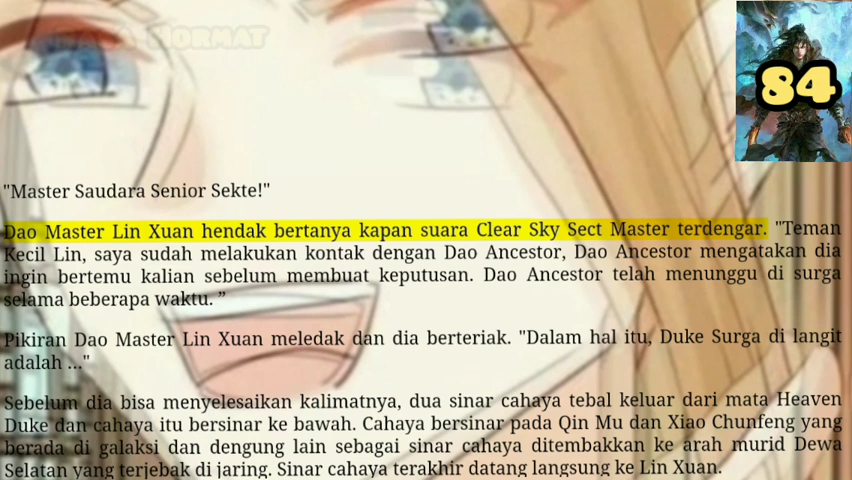 84
"Master Saudara Senior Sekte!"
Dao Master Lin Xuan hendak bertanya kapan suara Clear Sky Sect Master terdengar. "Teman
Kecil Lin, saya sudah melakukan kontak dengan Dao Ancestor, Dao Ancestor mengatakan dia
ingin bertemu kalian sebelum membuat keputusan. Dao Ancestor telah menunggu di surga
selama beberapa waktu. ”
Pikiran Dao Master Lin Xuan meledak dan dia berteriak. "Dalam hal itu, Duke Surga di langit
adalah ..."
Sebelum dia bisa menyelesaikan kalimatnya, dua sinar cahaya tebal keluar dari mata Heaven
Duke dan cahaya itu bersinar ke bawah. Cahaya bersinar pada Qin Mu dan Xiao Chunfeng yang
berada di galaksi dan dengung lain sebagai sinar cahaya ditembakkan ke arah murid Dewa
Selatan yang terjebak di jaring. Sinar cahaya terakhir datang langsung ke Lin Xuan.